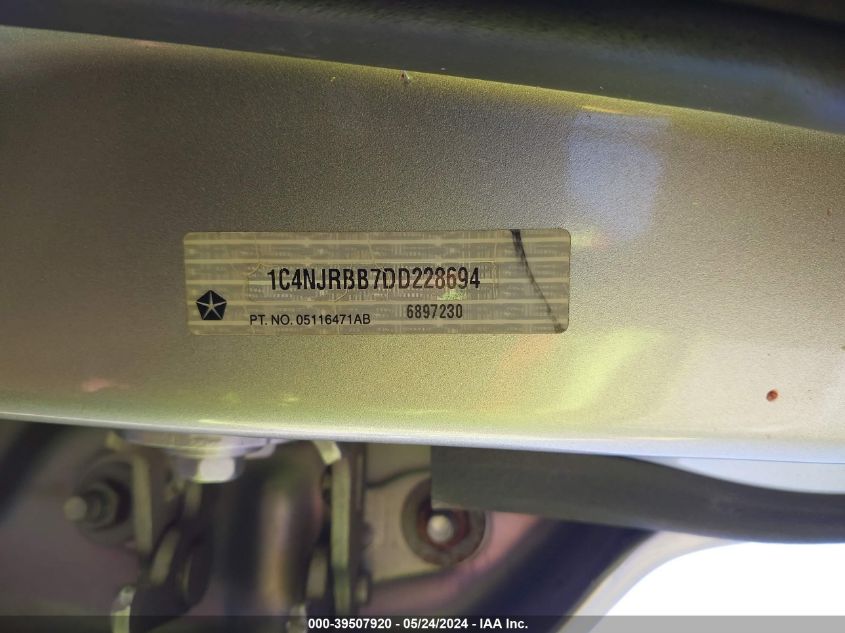 1C4NJRBB7DD228694
PT. NO. 05116471AB 6897230
000-39507920 - 05/24/2024 - IAA Inc.